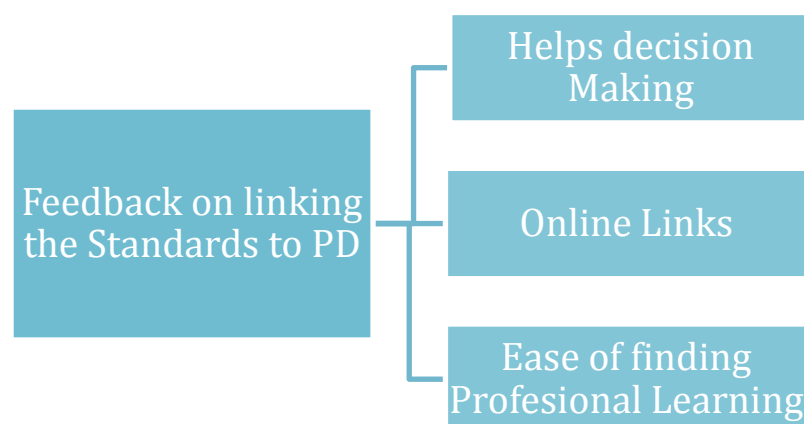 Helps decision
Making
Feedback on linking
the Standards to PD
Online Links
Ease of finding
Profesional Learning